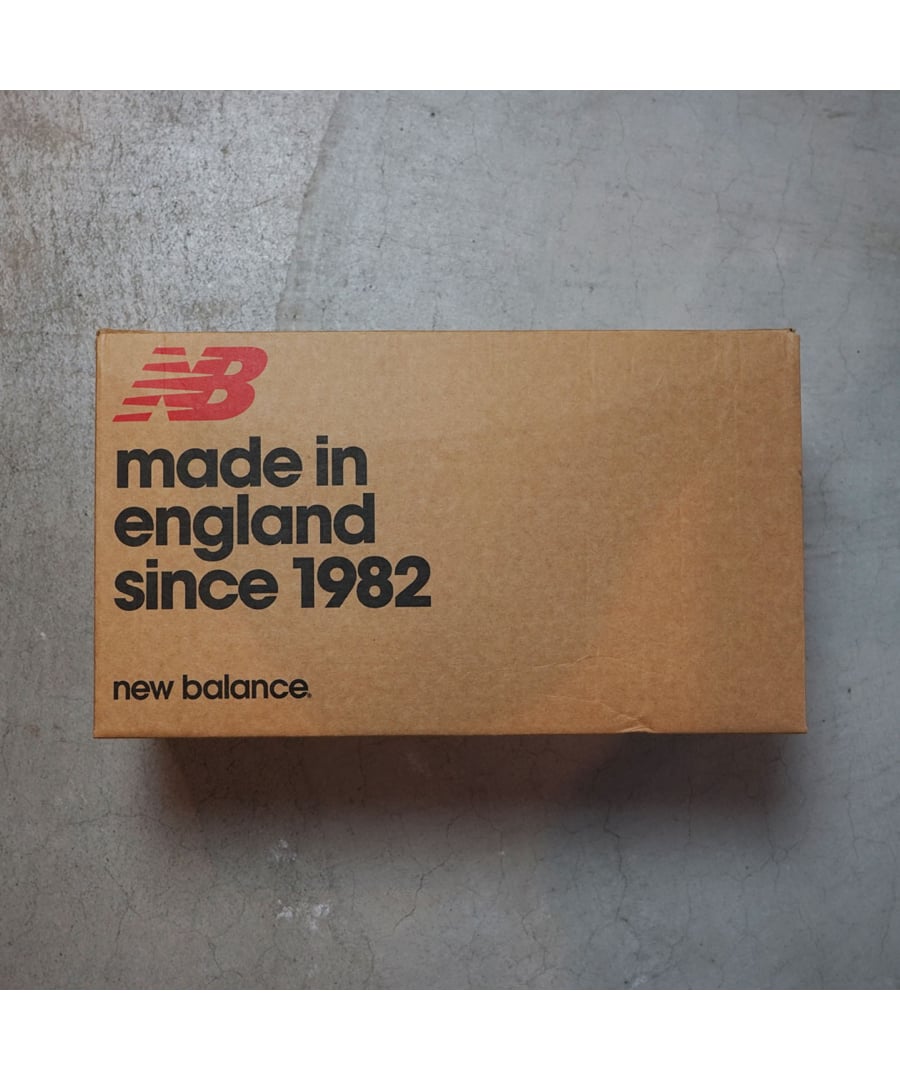 NB
made in
england
since 1982
new balance